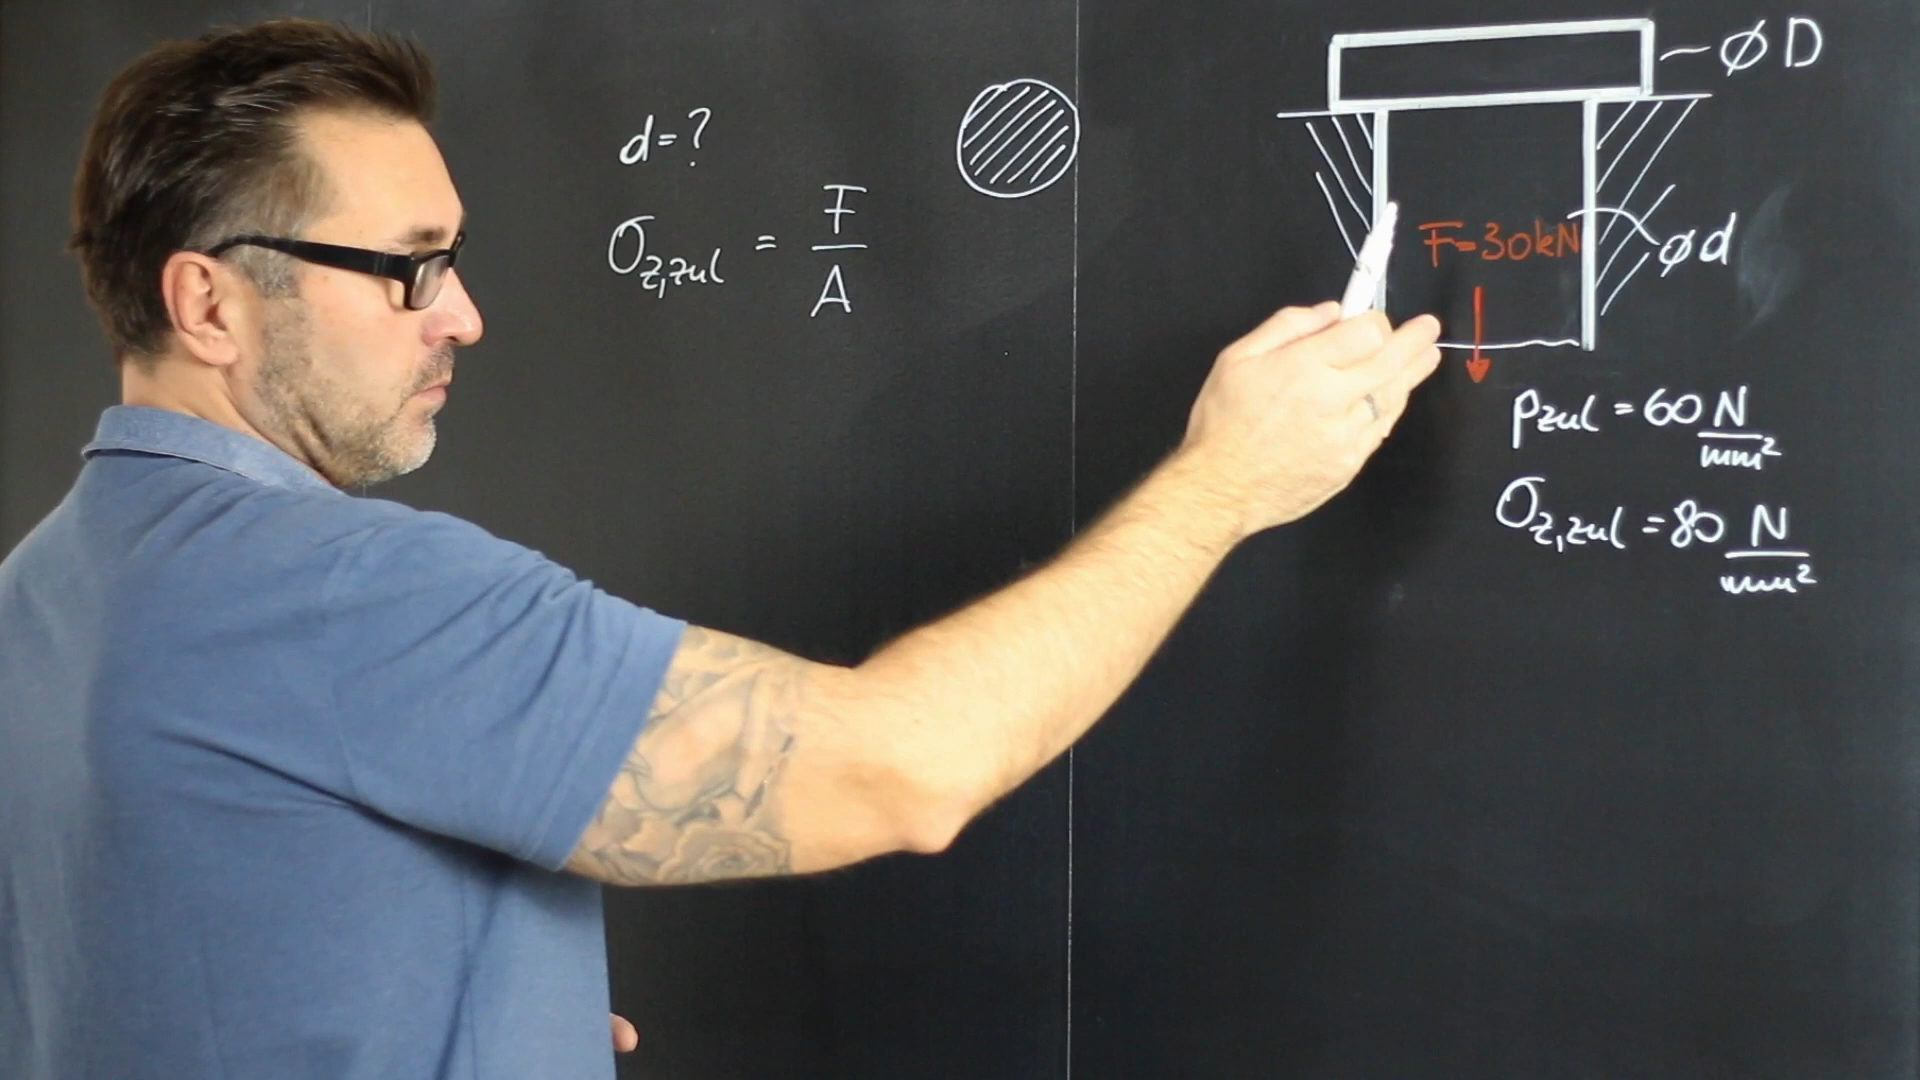 d=?
σz,zul = F/A
ØD
F=30kN
ød
pzul = 60 N/mm²
σz,zul = 80 N/mm²